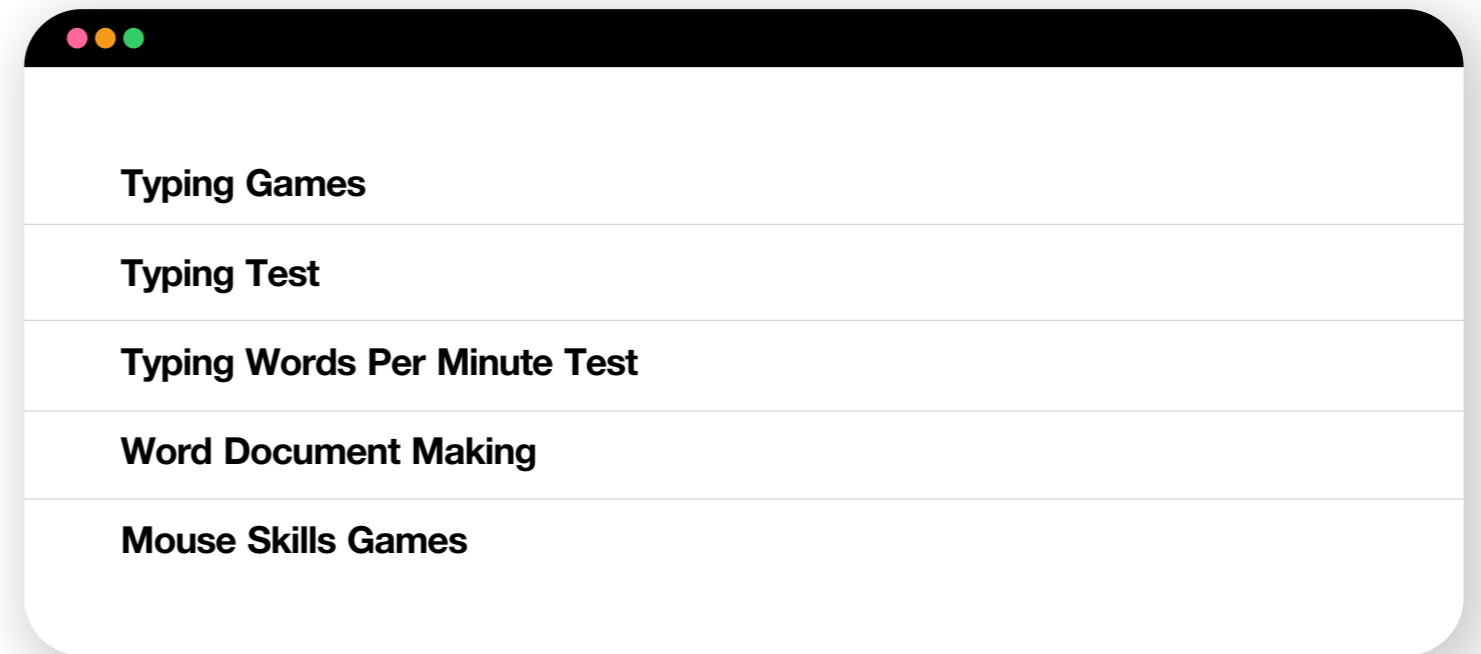 Typing Games
Typing Test
Typing Words Per Minute Test
Word Document Making
Mouse Skills Games